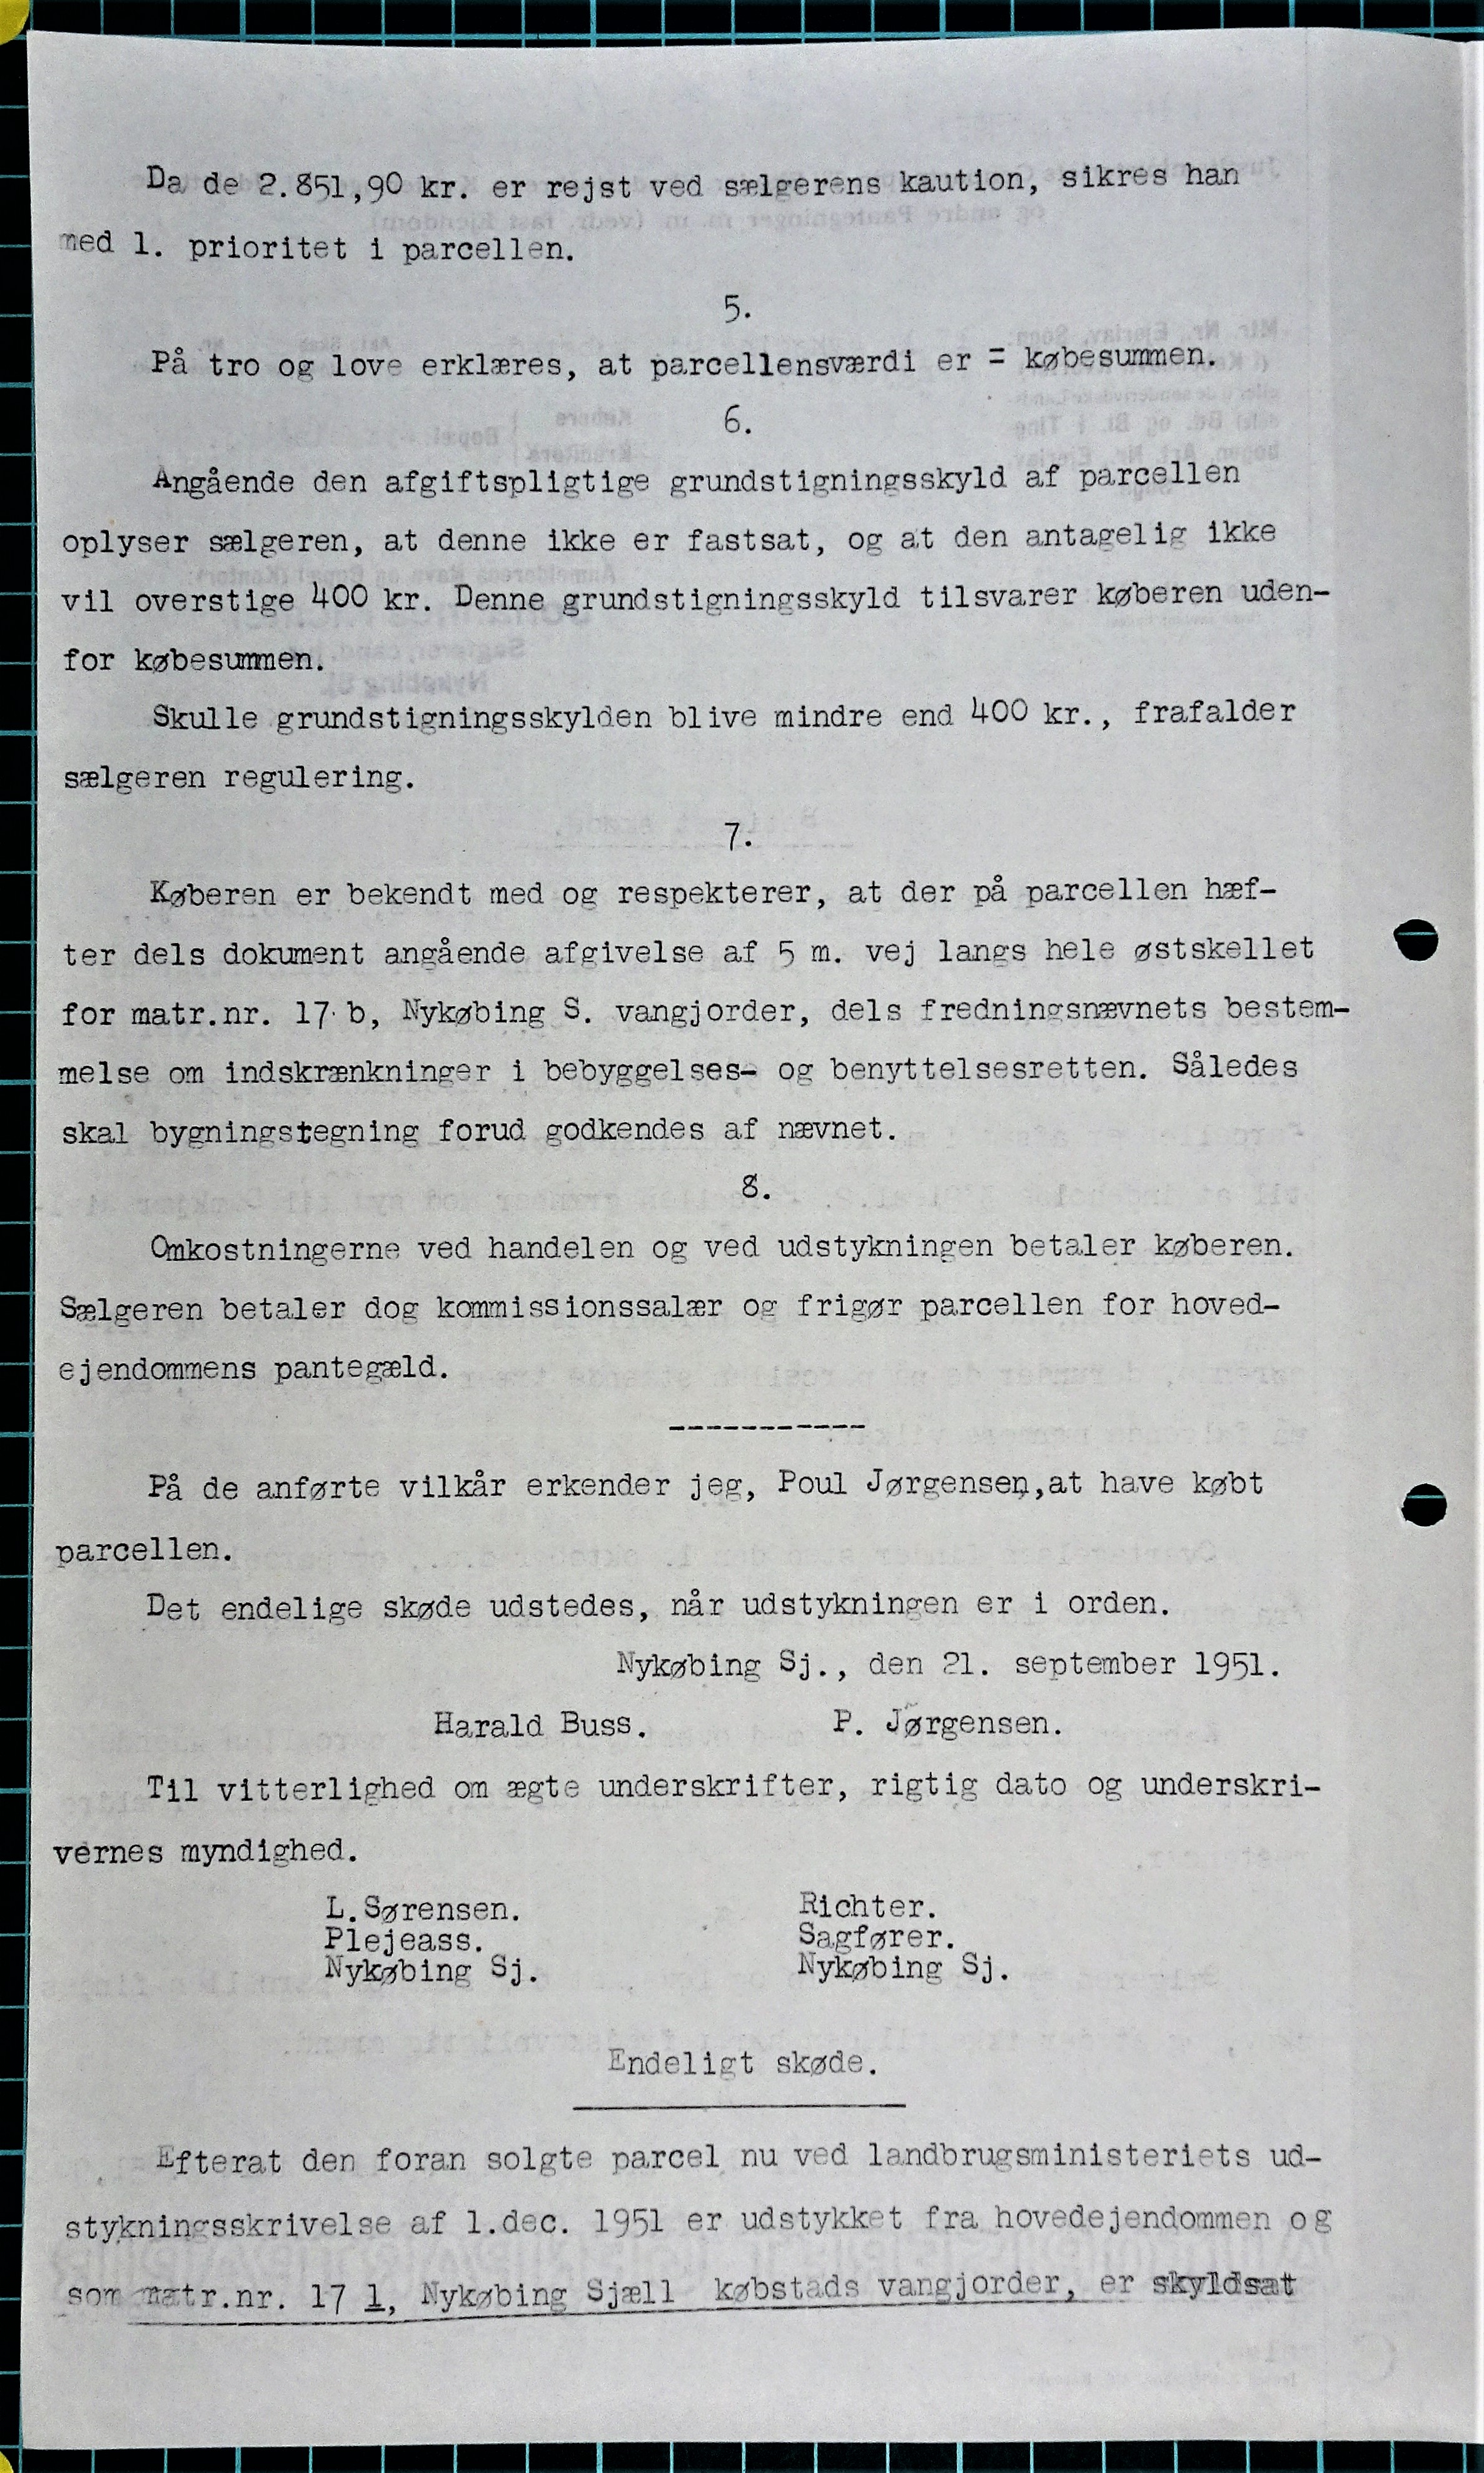 Da de 2.851,90 kr. er rejst ved sælgerens kaution, sikres han
med 1. prioritet i parcellen.
5.
På tro og love erklæres, at parcellensværdi er = købesummen.
6.
Angående den afgiftspligtige grundstigningsskyld af parcellen
oplyser sælgeren, at denne ikke er fastsat, og at den antagelig ikke
vil overstige 400 kr. Denne grundstigningsskyld tilsvarer køberen uden-
for købesummen.
Skulle grundstigningsskylden blive mindre end 400 kr., frafalder
sælgeren regulering.
7.
Køberen er bekendt med og respekterer, at der på parcellen hæf-
ter dels dokument angående afgivelse af 5 m. vej langs hele østskellet
for matr.nr. 17 b, Nykøbing S. vangjorder, dels fredningsnævnets bestem-
melse om indskrænkninger i bebyggelses- og benyttelsesretten. Således
skal bygningstegning forud godkendes af nævnet.
8.
Omkostningerne ved handelen og ved udstykningen betaler køberen.
Sælgeren betaler dog kommissionssalær og frigør parcellen for hoved-
ejendommens pantegæld.
-----------
På de anførte vilkår erkender jeg, Poul Jørgensen,at have købt
parcellen.
Det endelige skøde udstedes, når udstykningen er i orden.
Nykøbing Sj., den 21. september 1951.
Harald Buss. P. Jørgensen.
Til vitterlighed om ægte underskrifter, rigtig dato og underskri-
vernes myndighed.
L.Sørensen. Richter.
Plejeass. Sagfører.
Nykøbing Sj. Nykøbing Sj.
Endeligt skøde.
Efterat den foran solgte parcel nu ved landbrugsministeriets ud-
stykningsskrivelse af 1.dec. 1951 er udstykket fra hovedejendommen og
som matr.nr. 17 l, Nykøbing Sjæll købstads vangjorder, er skyldsat